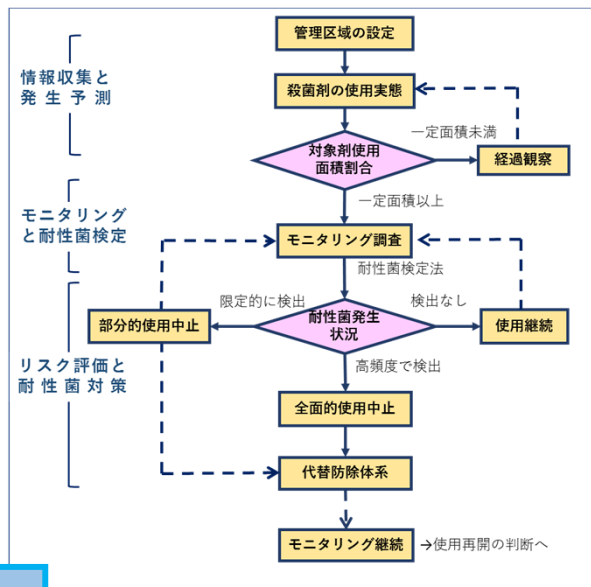 管理区域の設定
情報収集と
発生予測
殺菌剤の使用実態
一定面積未満
対象剤使用
面積割合
経過観察
一定面積以上
モニタリング
と耐性菌検定
モニタリング調査
耐性菌検定法
限定的に検出
検出なし
部分的使用中止
耐性菌発生
状況
使用継続
リスク評価と
耐性菌対策
高頻度で検出
全面的使用中止
代替防除体系
モニタリング継続
→使用再開の判断へ